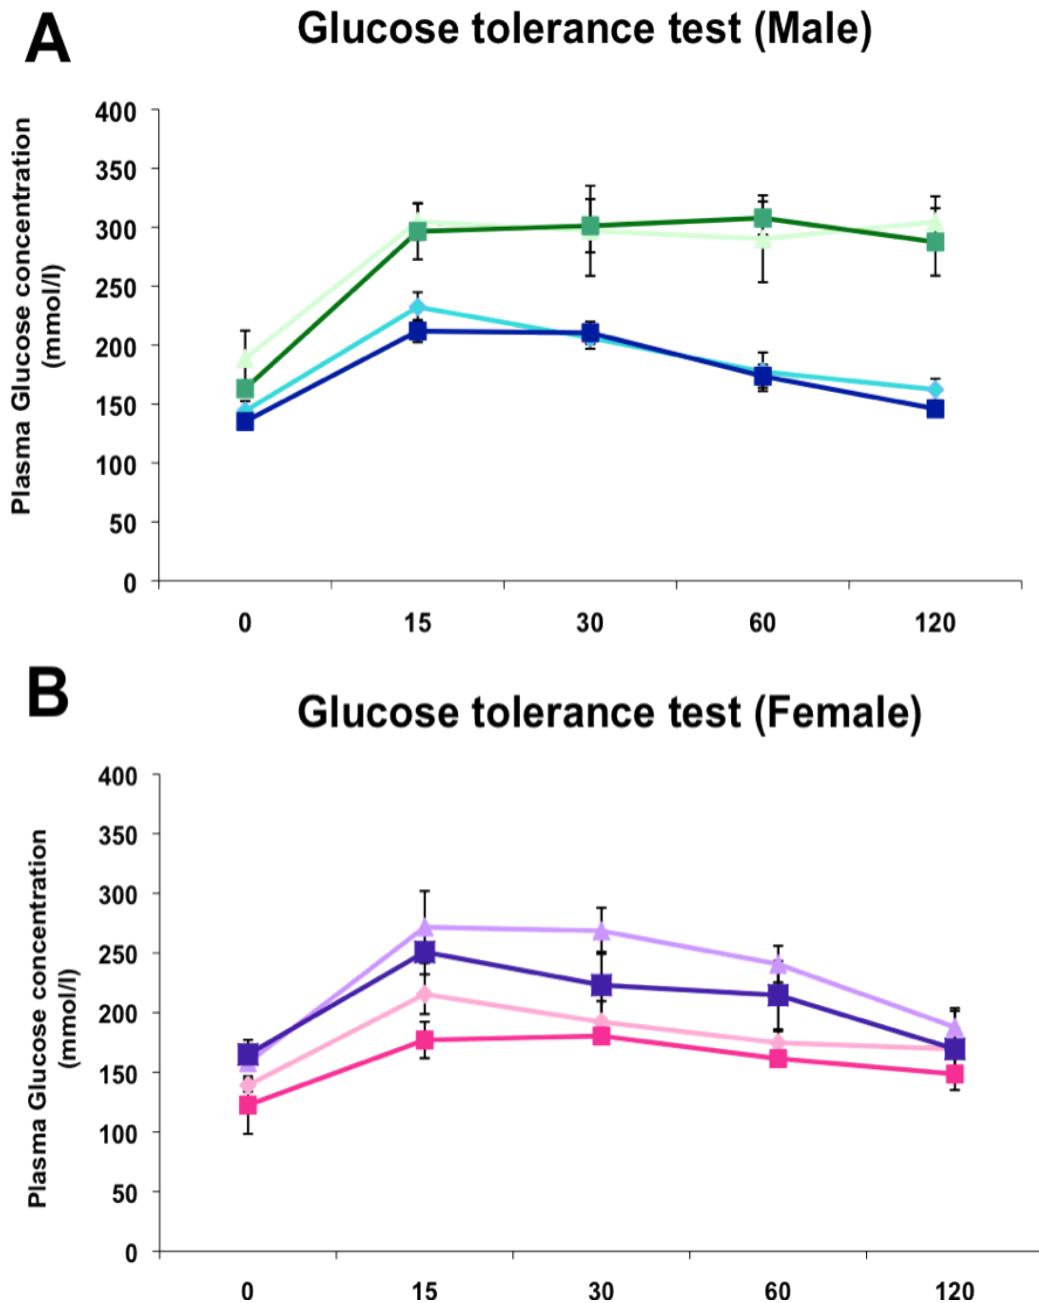 A
Glucose tolerance test (Male)
Plasma Glucose concentration
(mmol/l)
400
350
300
250
200
150
100
50
0
0 15 30 60 120
B
Glucose tolerance test (Female)
Plasma Glucose concentration
(mmol/l)
400
350
300
250
200
150
100
50
0
0 15 30 60 120